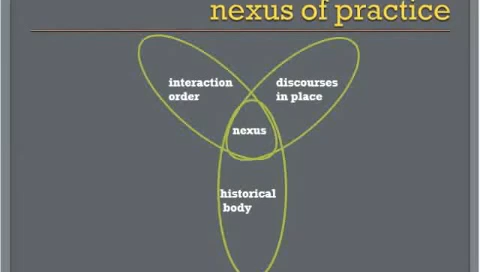 nexus of practice
interaction
order
discourses
in place
nexus
historical
body